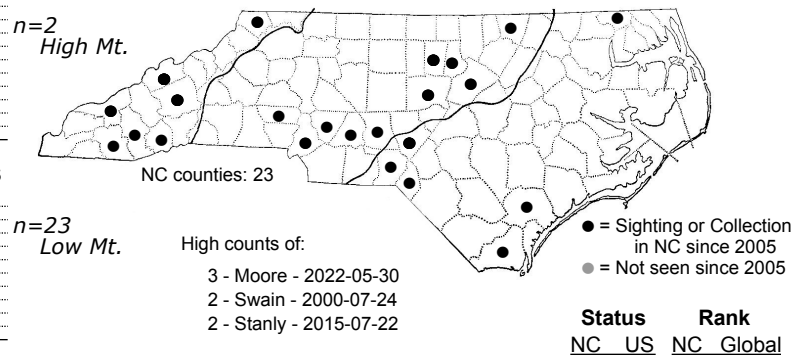 n=2
High Mt.
NC counties: 23
n=23
Low Mt.
High counts of:
3 - Moore - 2022-05-30
2 - Swain - 2000-07-24
2 - Stanly - 2015-07-22
= Sighting or Collection
in NC since 2005
= Not seen since 2005
Status Rank
NC US NC Global